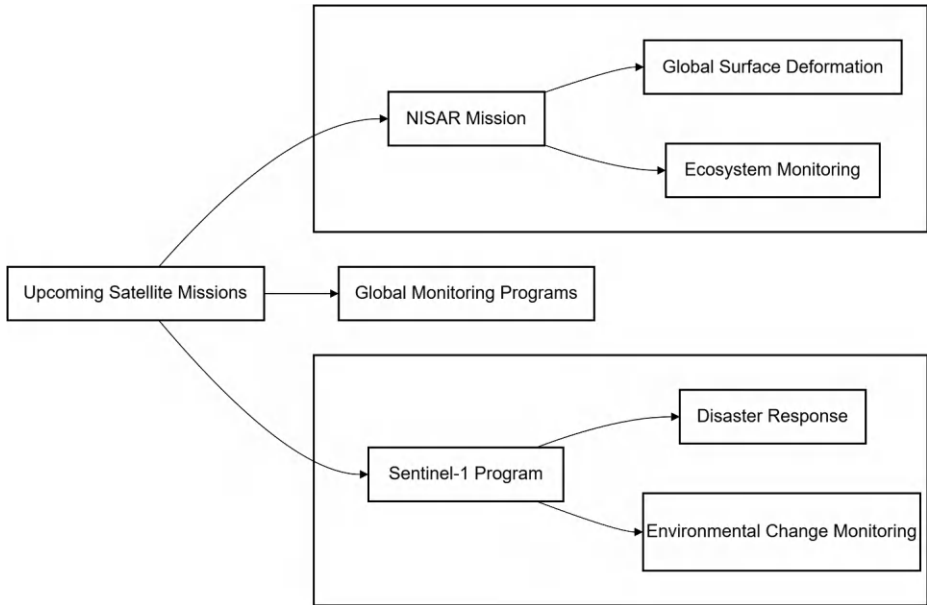 Global Surface Deformation
NISAR Mission
Ecosystem Monitoring
Upcoming Satellite Missions
Global Monitoring Programs
Disaster Response
Sentinel-1 Program
Environmental Change Monitoring